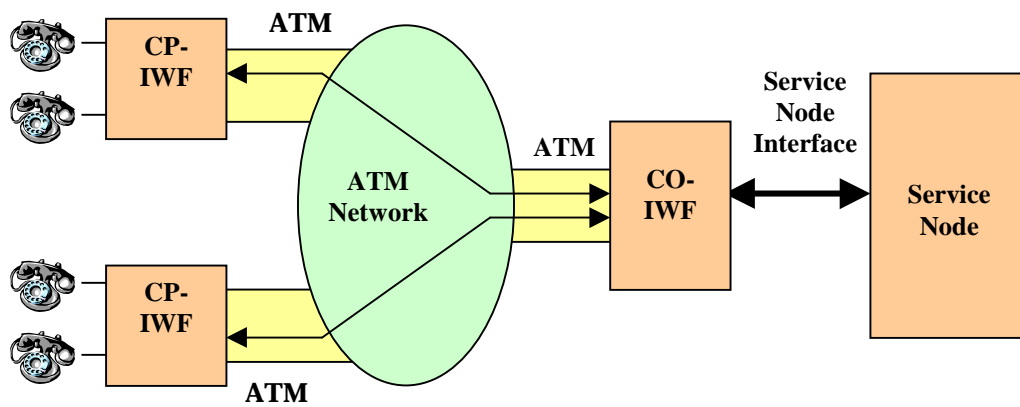 ATM
CP-
IWF
Service
Node
Interface
ATM
ATM
Network
CO-
IWF
Service
Node
CP-
IWF
ATM